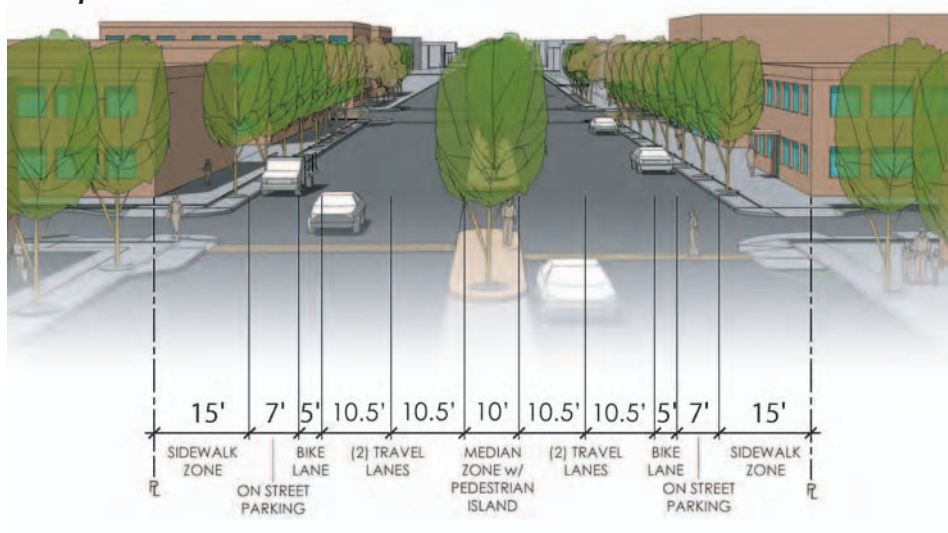 15' 7' 5' 10.5' 10.5' 10' 10.5' 10.5' 5' 7' 15'
SIDEWALK
ZONE
ON STREET
PARKING
BIKE
LANE
(2) TRAVEL
LANES
MEDIAN
ZONE w/
PEDESTRIAN
ISLAND
(2) TRAVEL
LANES
BIKE
LANE
ON STREET
PARKING
SIDEWALK
ZONE
PL
PL